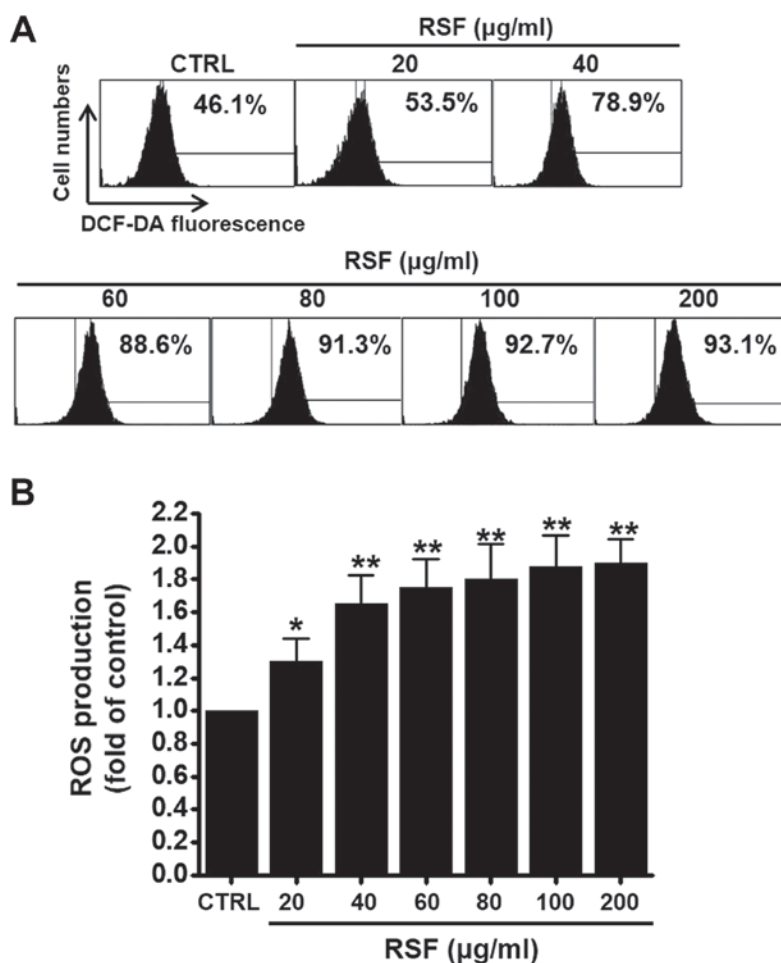 A
RSF (µg/ml)
CTRL 20 40
46.1% 53.5% 78.9%
Cell numbers
DCF-DA fluorescence
RSF (µg/ml)
60 80 100 200
88.6% 91.3% 92.7% 93.1%
B
ROS production
(fold of control)
2.2
2.0
1.8
1.6
1.4
1.2
1.0
0.8
0.6
0.4
0.2
0.0
* ** ** ** ** **
CTRL 20 40 60 80 100 200
RSF (µg/ml)